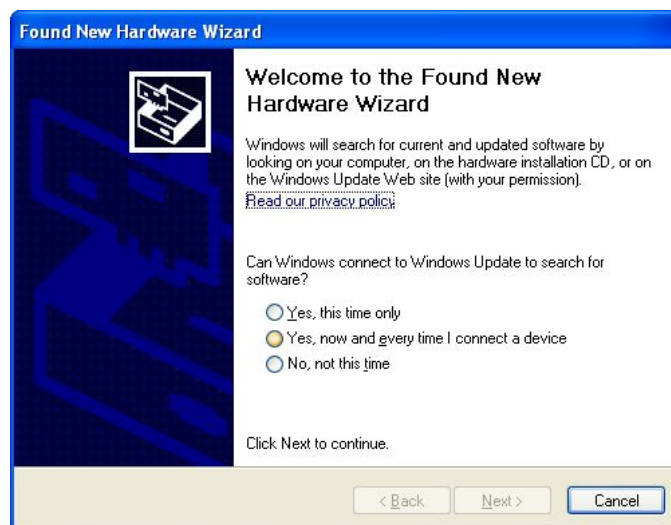 Found New Hardware Wizard
Welcome to the Found New
Hardware Wizard
Windows will search for current and updated software by
looking on your computer, on the hardware installation CD, or on
the Windows Update Web site (with your permission).
Read our privacy policy
Can Windows connect to Windows Update to search for
software?
Yes, this time only
Yes, now and every time I connect a device
No, not this time
Click Next to continue.
< Back Next > Cancel